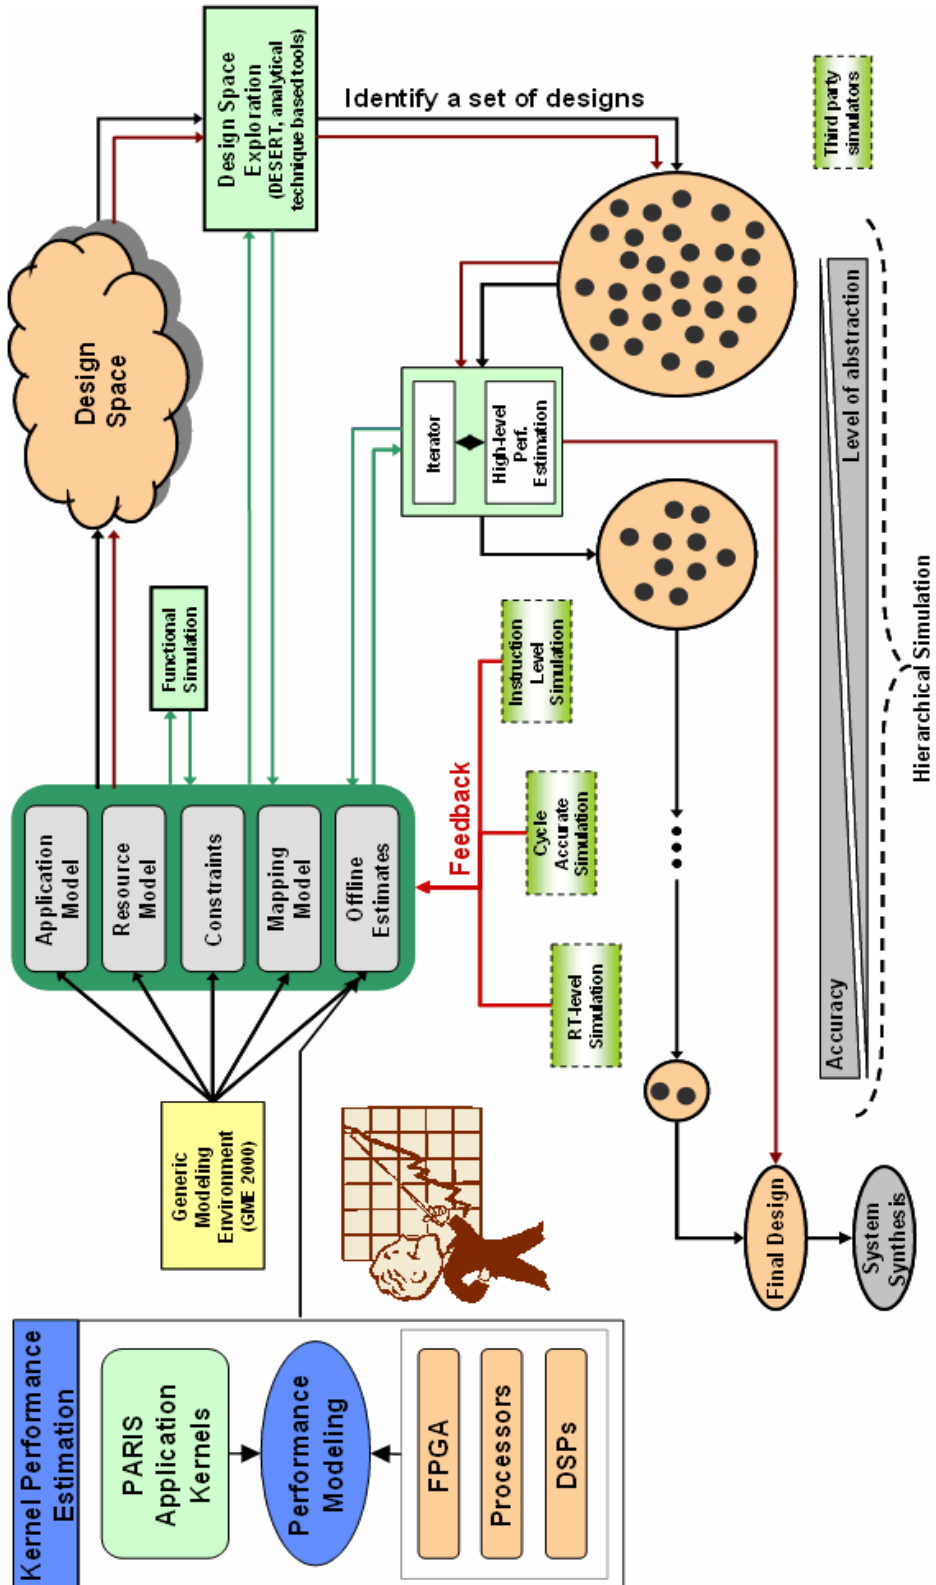 Kernel Performance
Estimation
PARIS
Application
Kernels
Performance
Modeling
FPGA
Processors
DSPs
Generic
Modeling
Environment
(GME 2000)
Application
Model
Resource
Model
Constraints
Mapping
Model
Offline
Estimates
Functional
Simulation
Design
Space
Design Space
Exploration
(DESERT, analytical
technique based tools)
Identify a set of designs
Iterator
High-level
Perf.
Estimation
Feedback
RT-level
Simulation
Cycle
Accurate
Simulation
Instruction
Level
Simulation
Third party
simulators
Final Design
System
Synthesis
Accuracy
Level of abstraction
Hierarchical Simulation